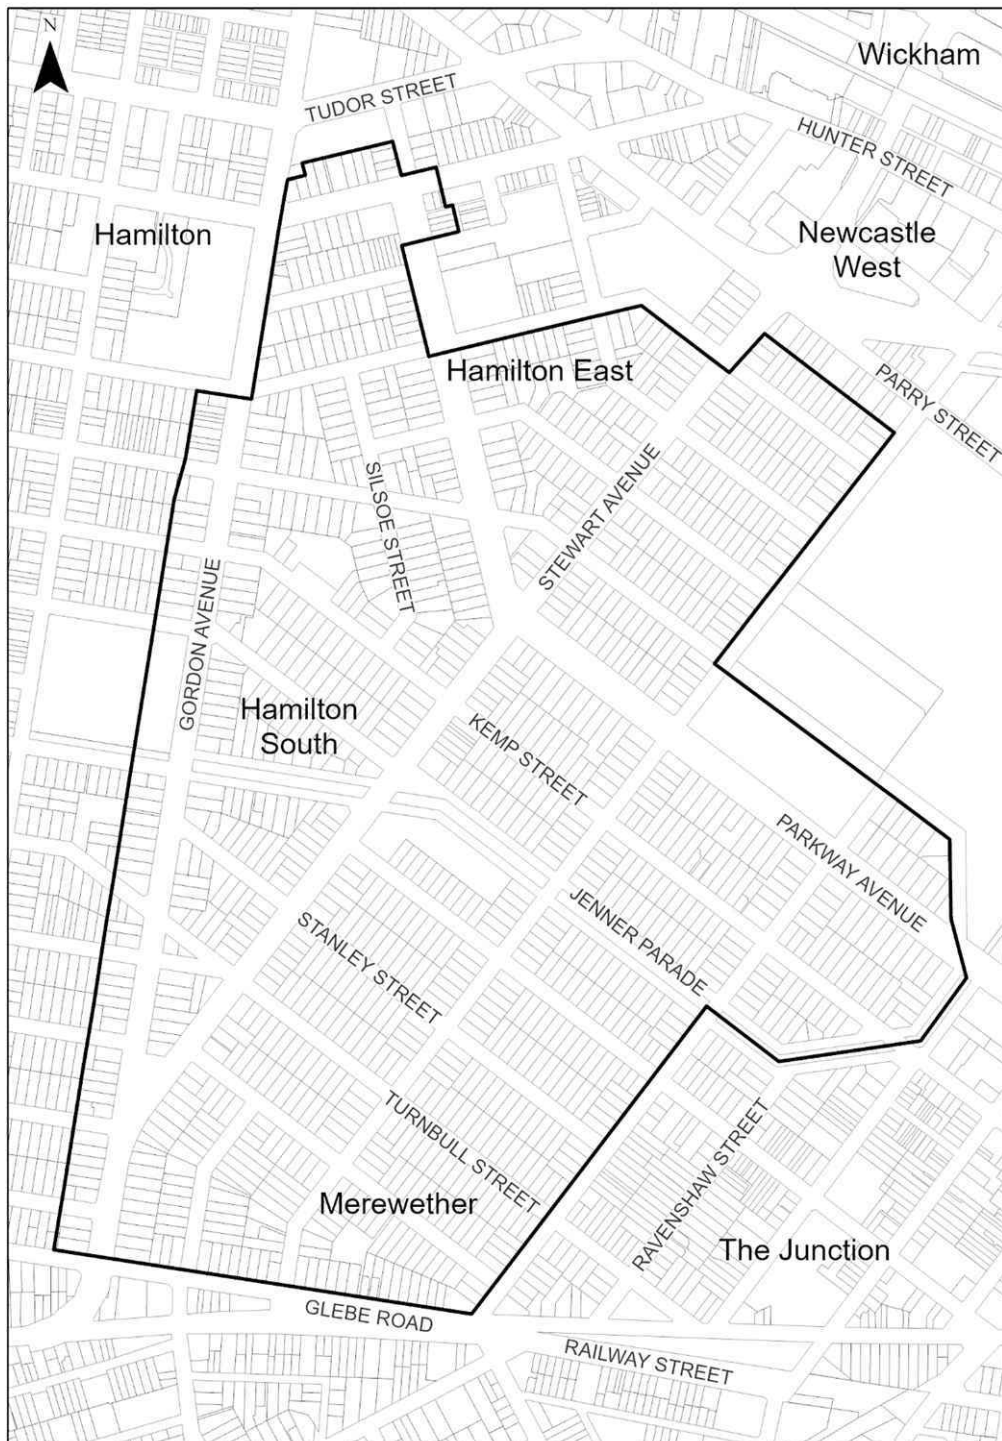 N
Wickham
TUDOR STREET
HUNTER STREET
Hamilton
Newcastle
West
Hamilton East
PARRY STREET
STEWART AVENUE
SILSOE STREET
GORDON AVENUE
Hamilton
South
KEMP STREET
PARKWAY AVENUE
JENNER PARADE
STANLEY STREET
TURNBULL STREET
RAVENSHAW STREET
Merewether
The Junction
GLEBE ROAD
RAILWAY STREET